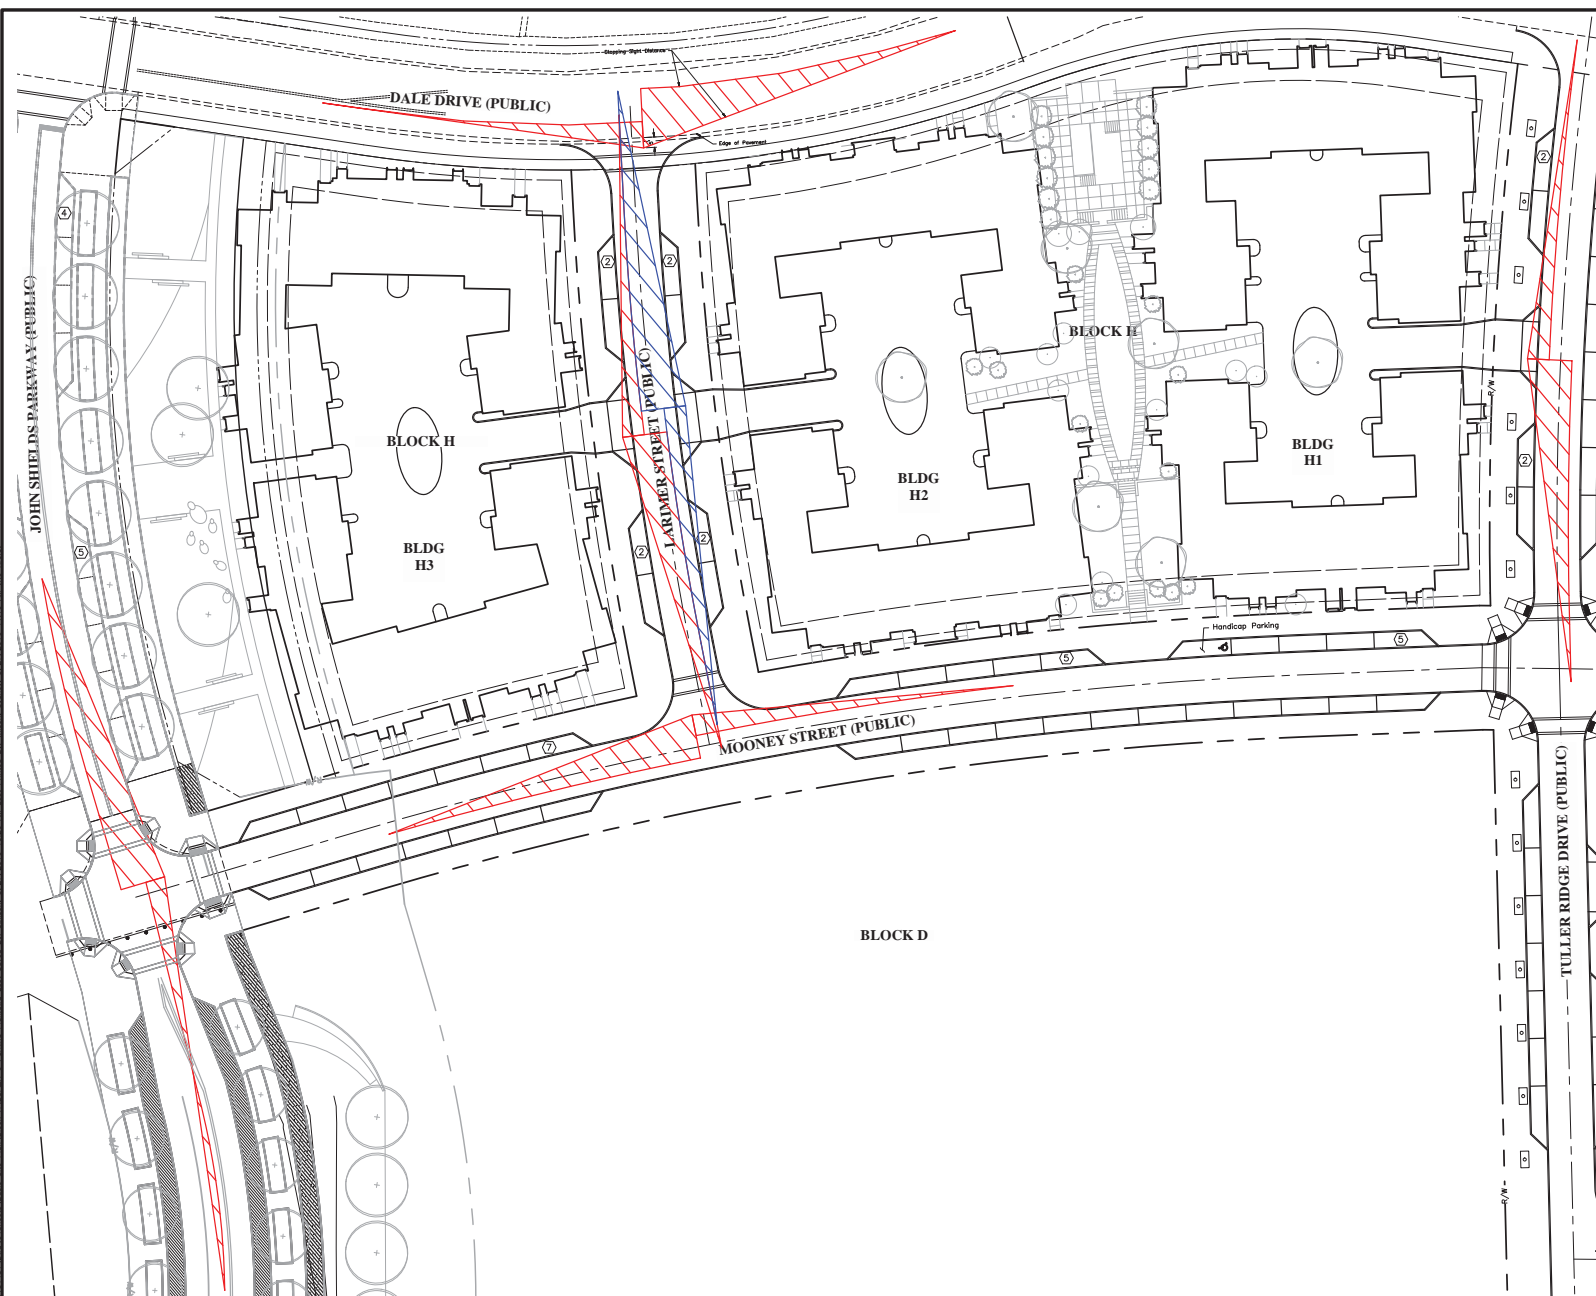 Stopping Sight Distance
DALE DRIVE (PUBLIC)
Edge of Pavement
2
4
2
2
JOHN SHIELDS PARKWAY (PUBLIC)
BLOCK H
LARIMER STREET (PUBLIC)
R/W
BLOCK H
BLDG
H1
2
BLDG
H2
5
BLDG
H3
2
2
Handicap Parking
5
5
7
MOONEY STREET (PUBLIC)
TULLER RIDGE DRIVE (PUBLIC)
BLOCK D
R/W